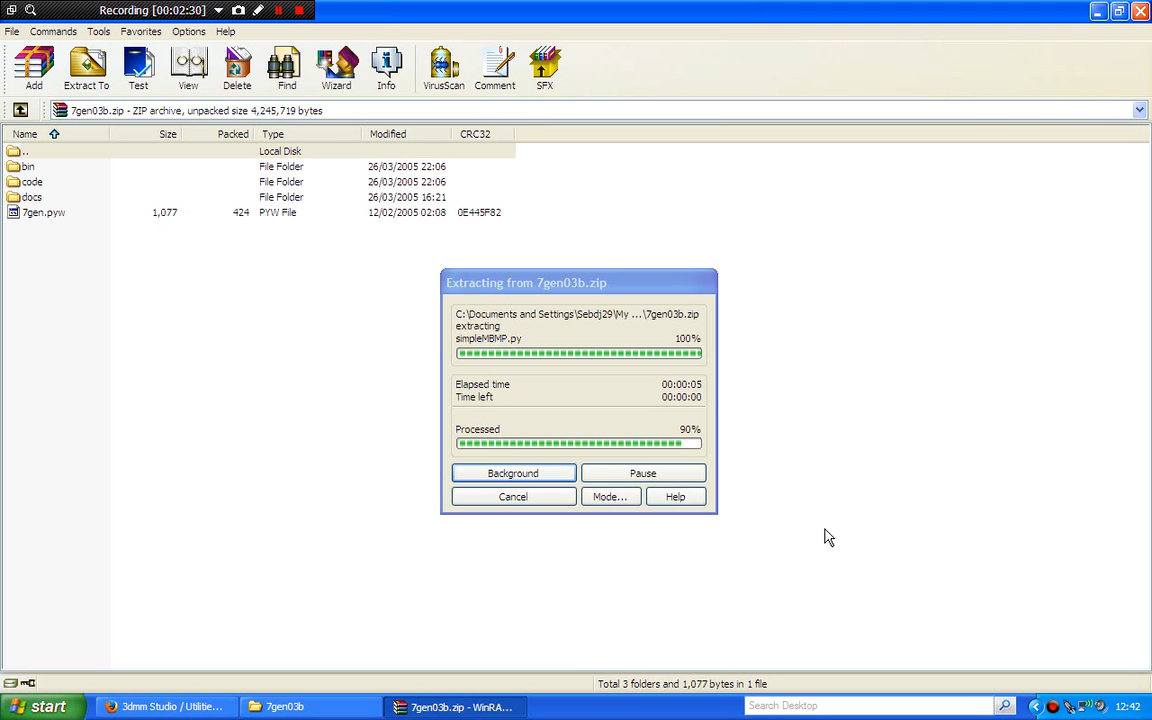 Recording [00:02:30]
File Commands Tools Favorites Options Help
Add Extract To Test View Delete Find Wizard Info VirusScan Comment SFX
7gen03b.zip - ZIP archive, unpacked size 4,245,719 bytes
Name Size Packed Type Modified CRC32
.. Local Disk
bin File Folder 26/03/2005 22:06
code File Folder 26/03/2005 22:06
docs File Folder 26/03/2005 16:21
7gen.pyw 1,077 424 PYW File 12/02/2005 02:08 0E445F82
Extracting from 7gen03b.zip
C:\Documents and Settings\Sebdj29\My ...\7gen03b.zip
extracting
simpleMBMP.py 100%
Elapsed time 00:00:05
Time left 00:00:00
Processed 90%
Background Pause
Cancel Mode... Help
Total 3 folders and 1,077 bytes in 1 file
start 3dmm Studio / Utilitie... 7gen03b 7gen03b.zip - WinRA... Search Desktop 12:42